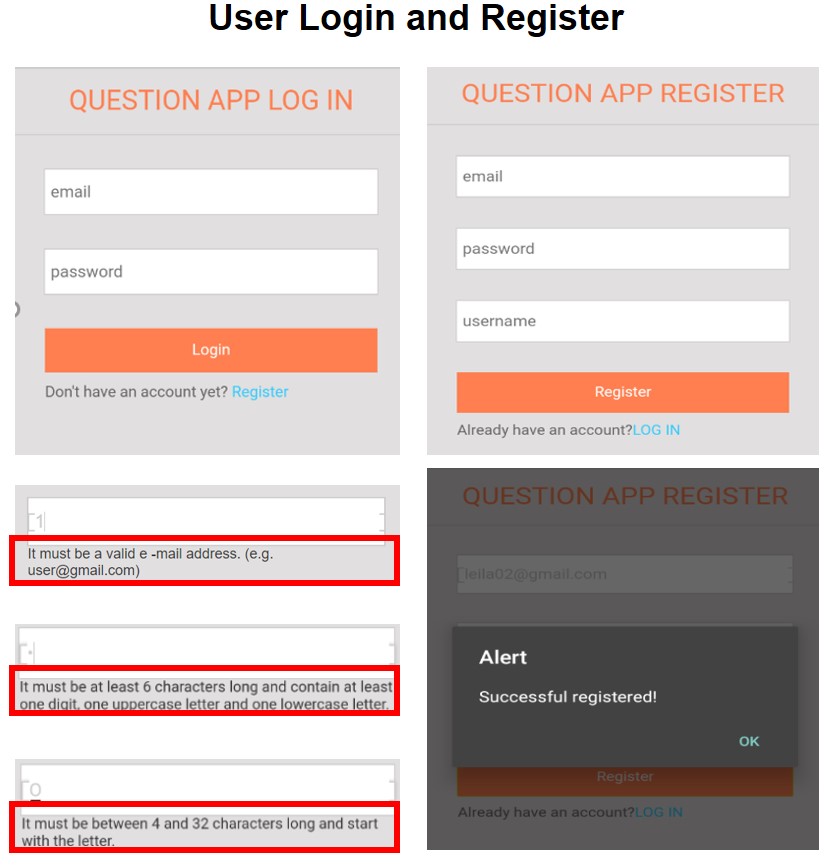 User Login and Register
QUESTION APP LOG IN
email
password
Login
Don't have an account yet? Register
QUESTION APP REGISTER
email
password
username
Register
Already have an account?LOG IN
1
It must be a valid e -mail address. (e.g.
user@gmail.com)
It must be at least 6 characters long and contain at least
one digit, one uppercase letter and one lowercase letter.
It must be between 4 and 32 characters long and start
with the letter.
QUESTION APP REGISTER
leila02@gmail.com
Alert
Successful registered!
OK
Register
Already have an account?LOG IN